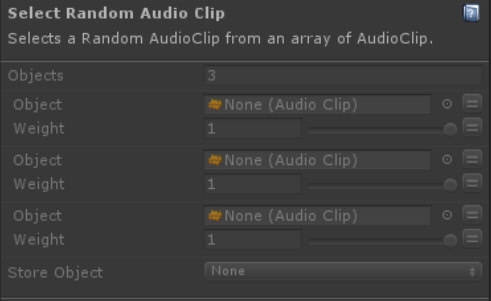 Select Random Audio Clip
Selects a Random AudioClip from an array of AudioClip.
Objects 3
Object None (Audio Clip)
Weight 1
Object None (Audio Clip)
Weight 1
Object None (Audio Clip)
Weight 1
Store Object None